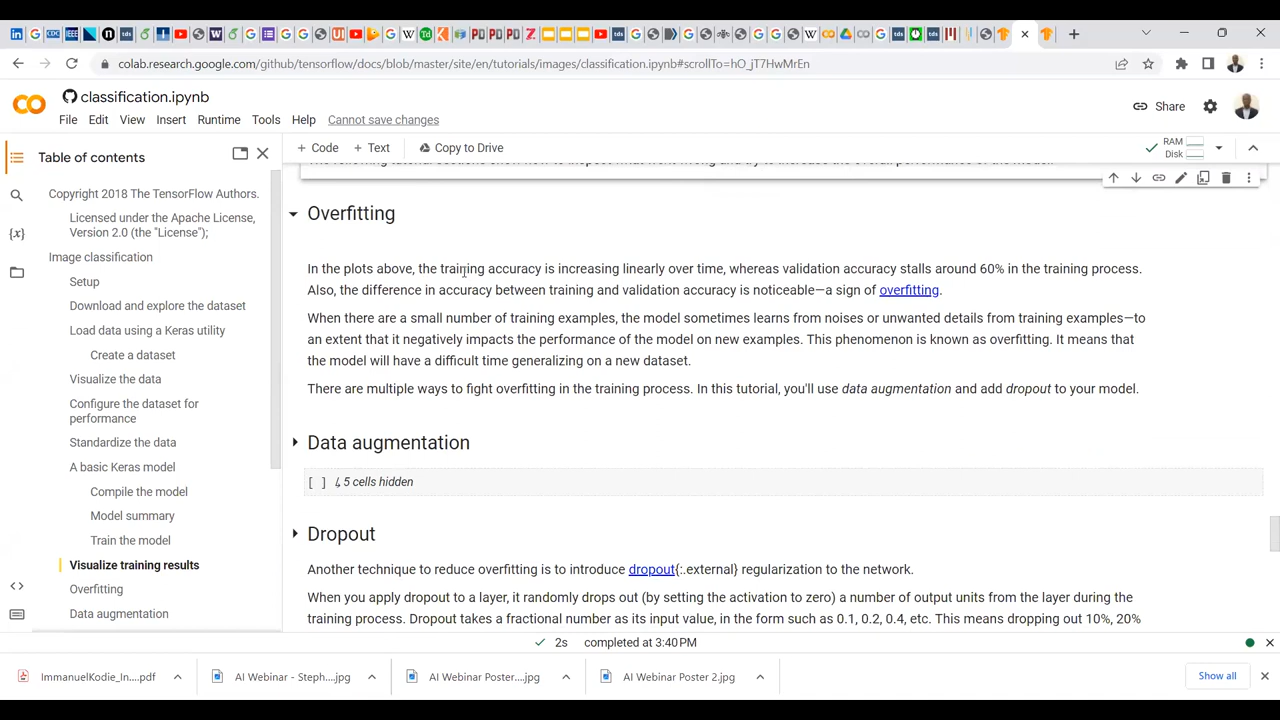 colab.research.google.com/github/tensorflow/docs/blob/master/site/en/tutorials/images/classification.ipynb#scrollTo=hO_jT7HwMrEn
classification.ipynb
File Edit View Insert Runtime Tools Help Cannot save changes
Share
Table of contents
+ Code + Text Copy to Drive
RAM
Disk
Copyright 2018 The TensorFlow Authors.
Licensed under the Apache License,
Version 2.0 (the "License");
Image classification
Setup
Download and explore the dataset
Load data using a Keras utility
Create a dataset
Visualize the data
Configure the dataset for
performance
Standardize the data
A basic Keras model
Compile the model
Model summary
Train the model
Visualize training results
Overfitting
Data augmentation
Overfitting
In the plots above, the training accuracy is increasing linearly over time, whereas validation accuracy stalls around 60% in the training process.
Also, the difference in accuracy between training and validation accuracy is noticeable—a sign of overfitting.
When there are a small number of training examples, the model sometimes learns from noises or unwanted details from training examples—to
an extent that it negatively impacts the performance of the model on new examples. This phenomenon is known as overfitting. It means that
the model will have a difficult time generalizing on a new dataset.
There are multiple ways to fight overfitting in the training process. In this tutorial, you'll use data augmentation and add dropout to your model.
Data augmentation
[ ] ↳ 5 cells hidden
Dropout
Another technique to reduce overfitting is to introduce dropout{:.external} regularization to the network.
When you apply dropout to a layer, it randomly drops out (by setting the activation to zero) a number of output units from the layer during the
training process. Dropout takes a fractional number as its input value, in the form such as 0.1, 0.2, 0.4, etc. This means dropping out 10%, 20%
2s completed at 3:40 PM
ImmanuelKodie_In....pdf
AI Webinar - Steph....jpg
AI Webinar Poster....jpg
AI Webinar Poster 2.jpg
Show all